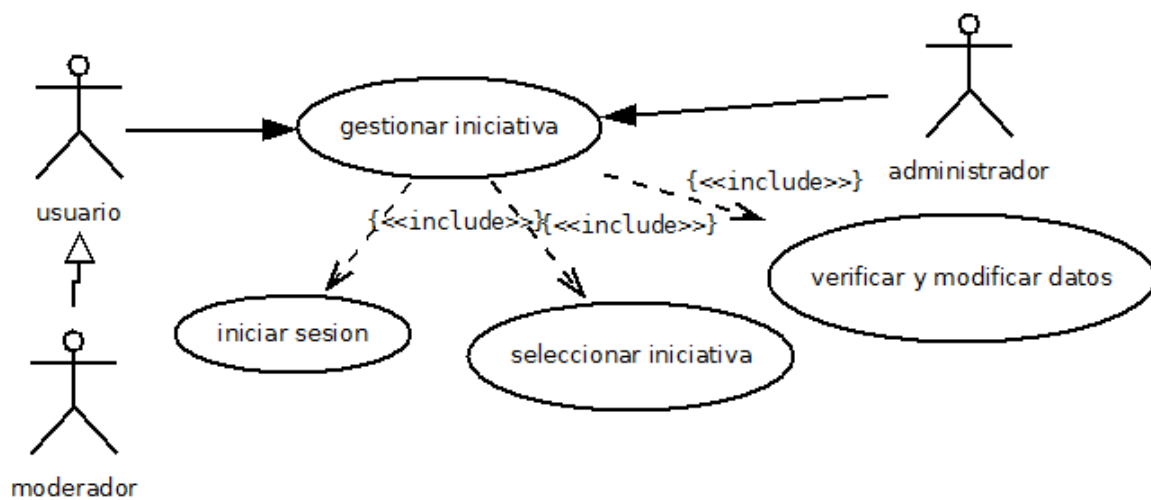 gestionar iniciativa
administrador
{<<include>>}
usuario
{<<include>>}
{<<include>>}
verificar y modificar datos
iniciar sesion
seleccionar iniciativa
moderador